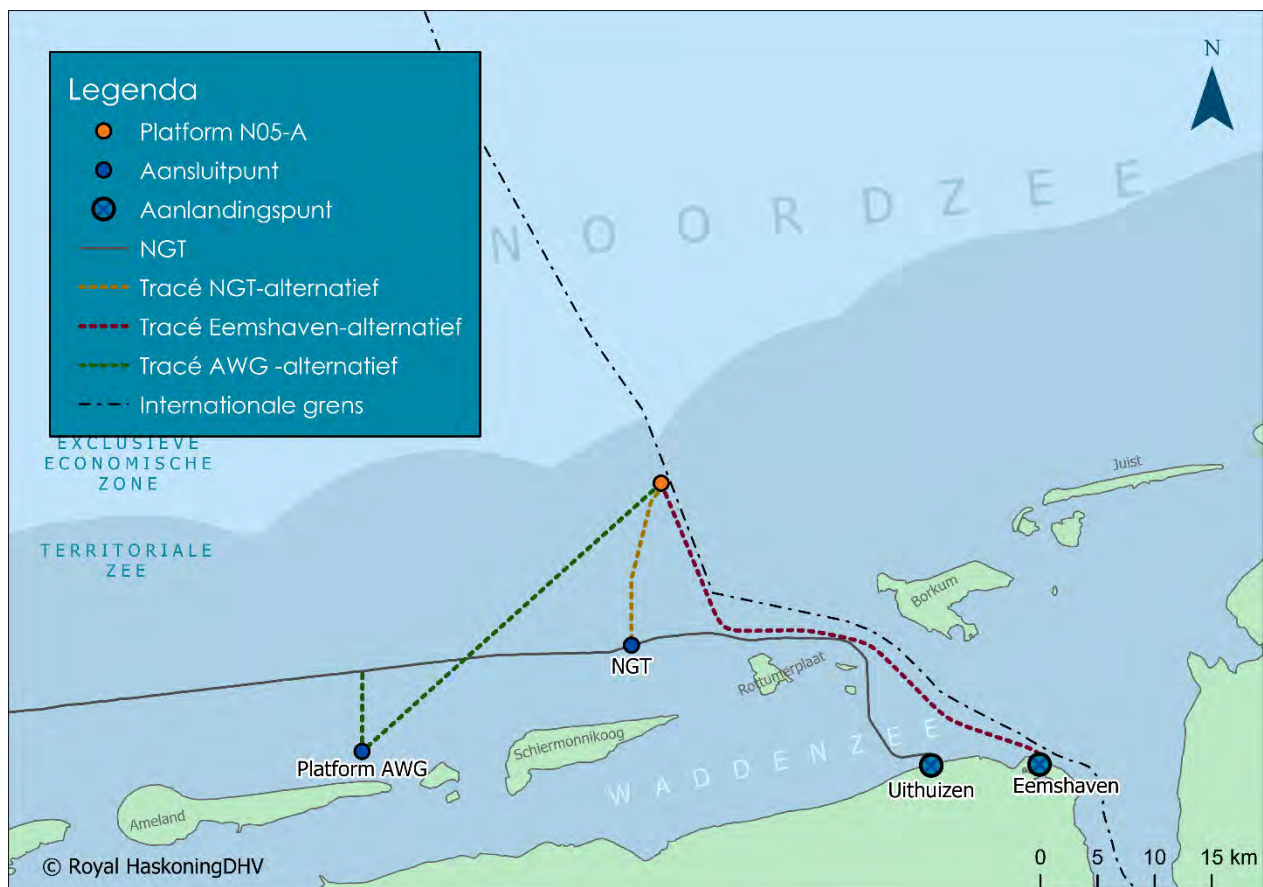 Legenda
Platform N05-A
Aansluitpunt
Aanlandingspunt
NGT
Tracé NGT-alternatief
Tracé Eemshaven-alternatief
Tracé AWG -alternatief
Internationale grens
N
NOORDZEE
EXCLUSIEVE
ECONOMISCHE
ZONE
TERRITORIALE
ZEE
Juist
Borkum
Rottumerplaat
NGT
Schiermonnikoog
WADDENZEE
Platform AWG
Ameland
Uithuizen
Eemshaven
© Royal HaskoningDHV
0 5 10 15 km